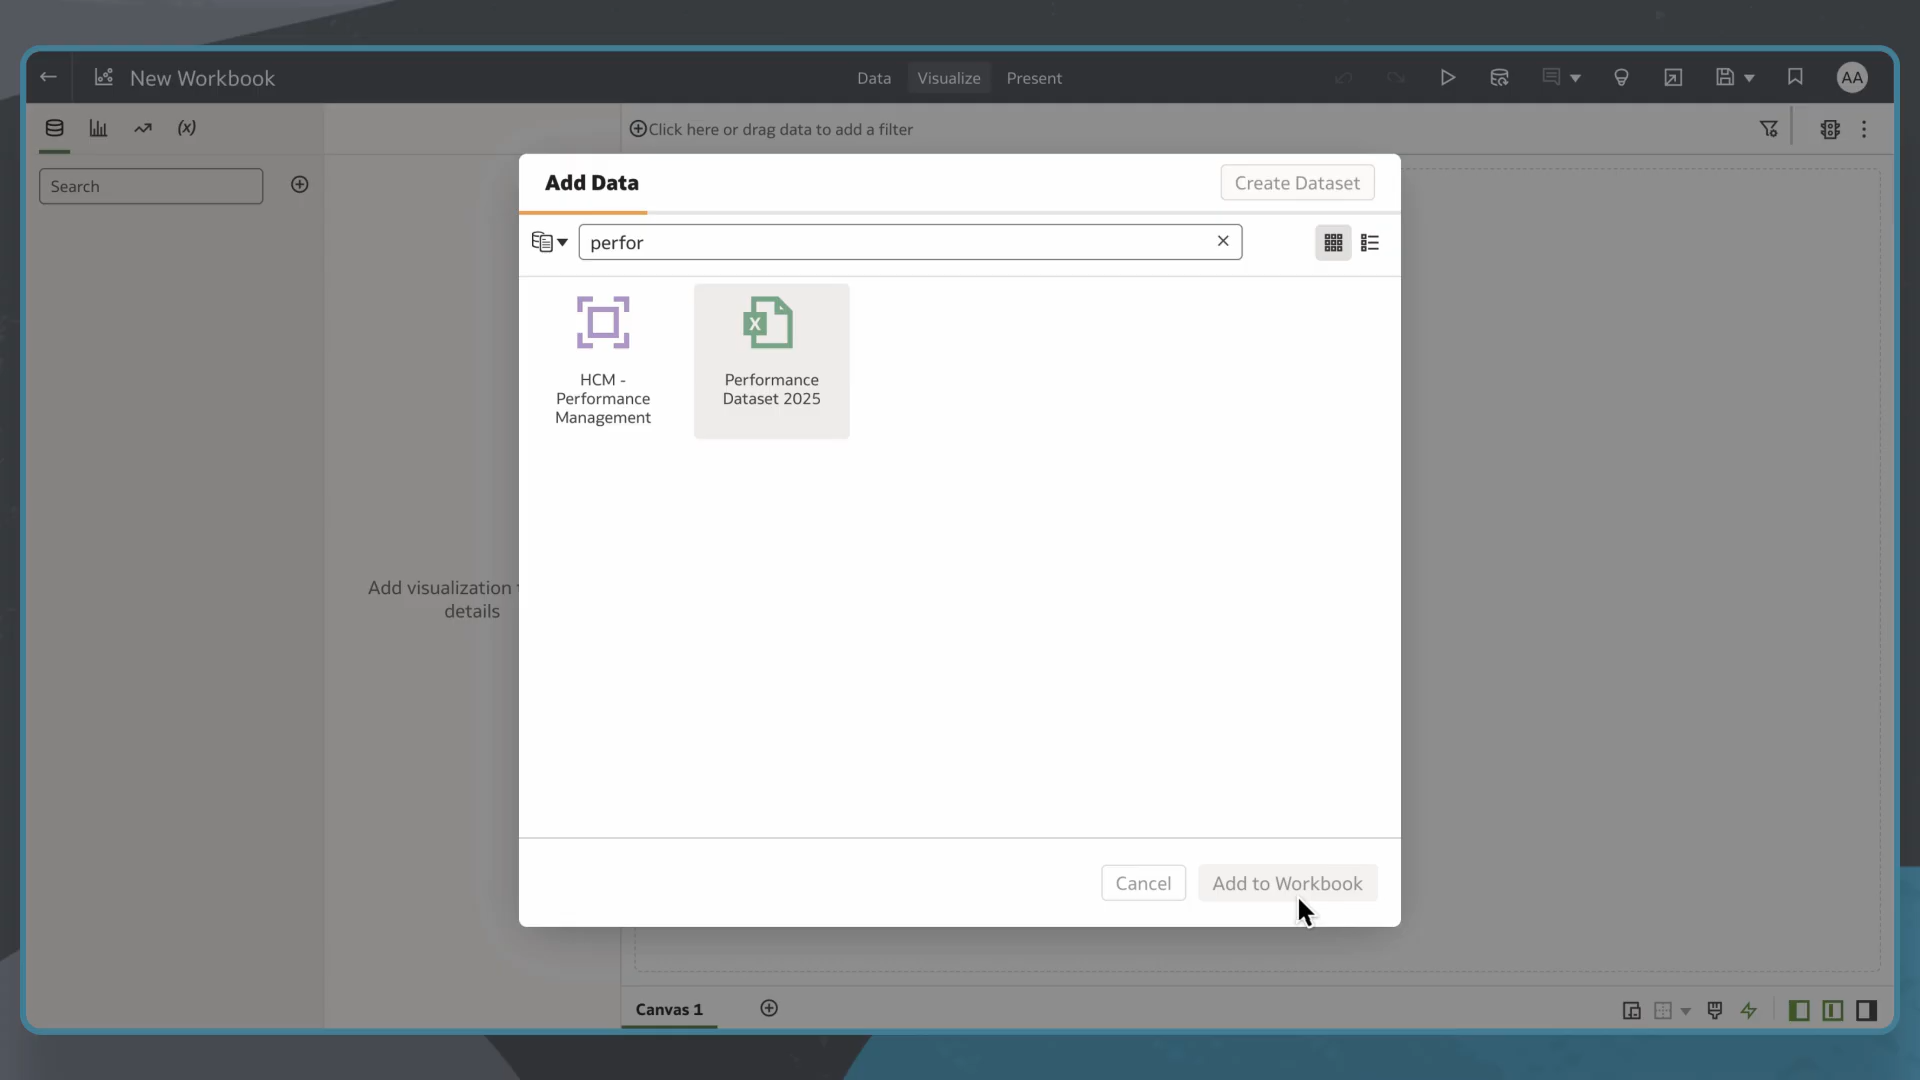 New Workbook
Data
Visualize
Present
AA
(x)
Click here or drag data to add a filter
Search
Add Data
Create Dataset
perfor
HCM -
Performance
Management
X
Performance
Dataset 2025
Add visualization
details
Cancel
Add to Workbook
Canvas 1